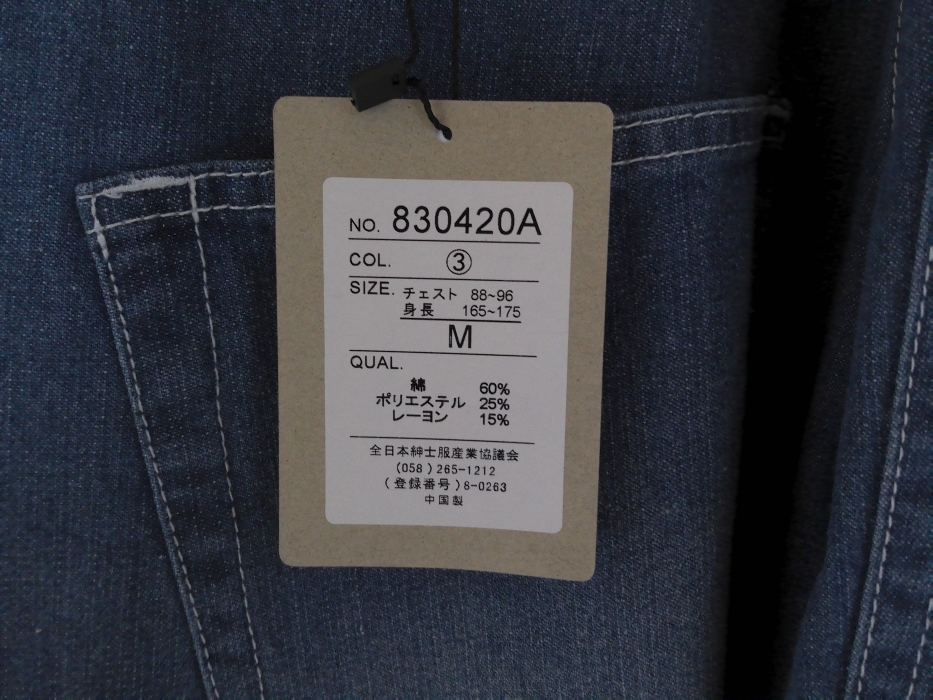 NO. 830420A
COL. ③
SIZE. チェスト 88~96
身長 165~175
M
QUAL.
綿 60%
ポリエステル 25%
レーヨン 15%
全日本紳士服産業協議会
(058)265-1212
(登録番号)8-0263
中国製